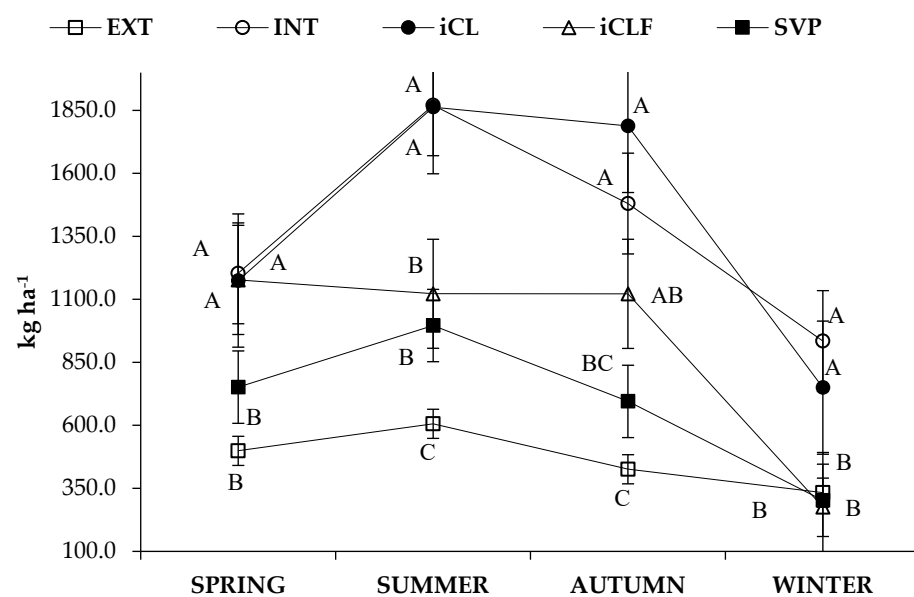 EXT INT iCL iCLF SVP
kg ha-1
1850.0
1600.0
1350.0
1100.0
850.0
600.0
350.0
100.0
A
A
A
A
A
A
A
B
AB
A
A
B
BC
B
B
C
C
B
B
B
SPRING SUMMER AUTUMN WINTER